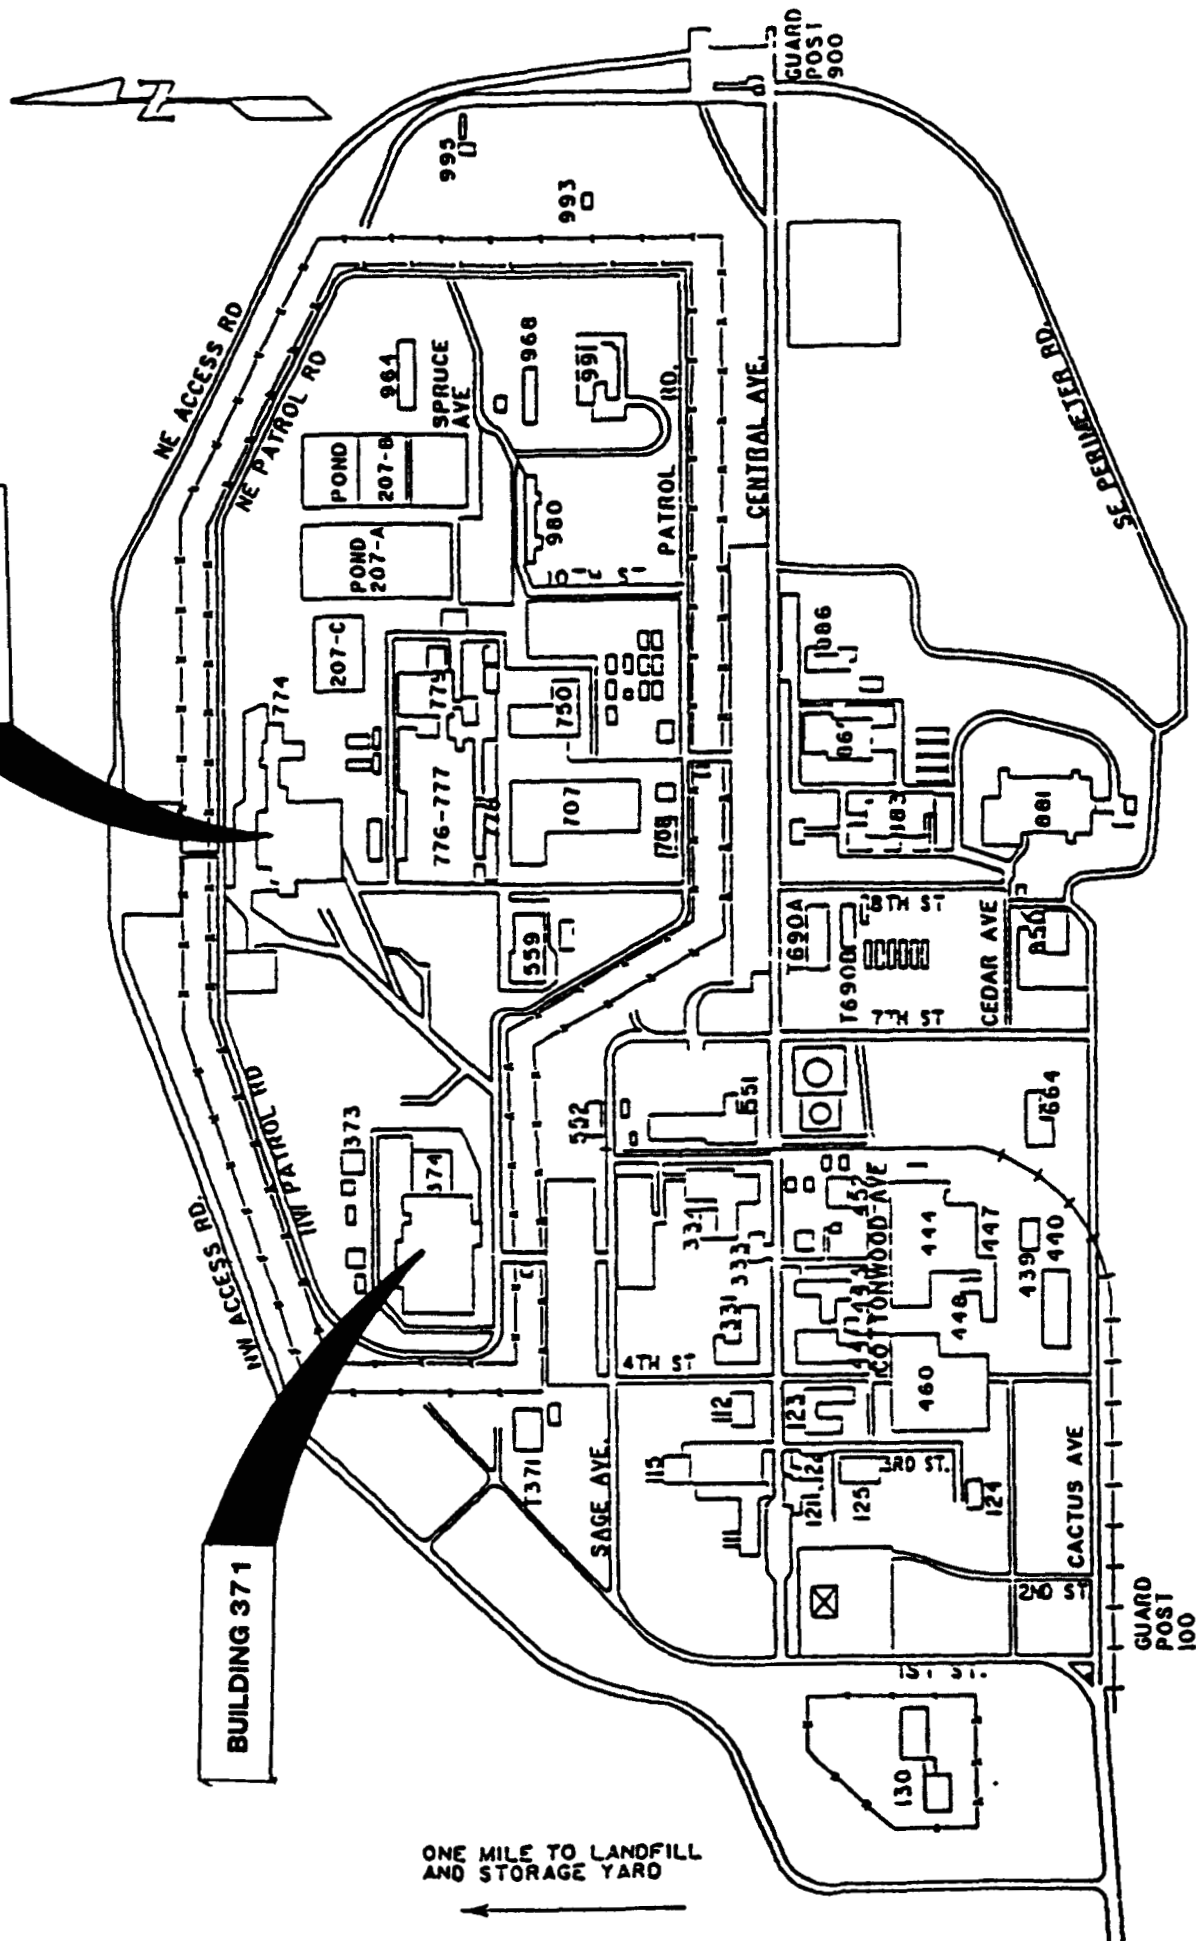 GUARD
POST
900
995
993
NE ACCESS RD
NE PATROL RD
964
SPRUCE
AVE
968
991
POND
207-B
POND
207-A
980
PATROL
RD.
CENTRAL AVE.
SE PERIMETER RD.
207-C
774
779
750
776-777
778
707
708
886
883
881
559
T690A
T690B
8TH ST
7TH ST
CEDAR AVE
850
NW PATROL RD
NW ACCESS RD.
373
374
552
551
664
334
333
331
COTTONWOOD AVE
444
447
448
439
440
460
4TH ST
112
123
T371
115
111
SAGE AVE.
121
122
125
3RD ST.
124
CACTUS AVE
2ND ST
1ST ST.
GUARD
POST
100
130
BUILDING 371
ONE MILE TO LANDFILL
AND STORAGE YARD
N